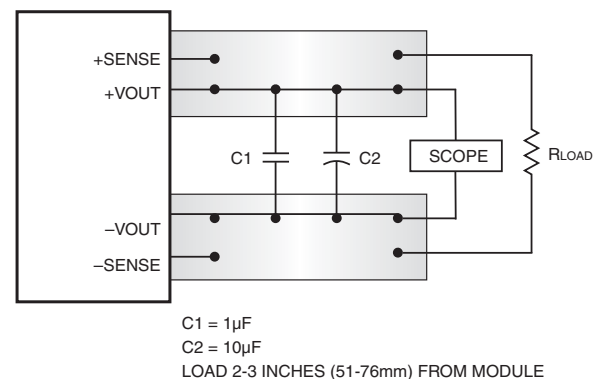 +SENSE
+VOUT
C1
C2
SCOPE
RLOAD
–VOUT
–SENSE
C1 = 1µF
C2 = 10µF
LOAD 2-3 INCHES (51-76mm) FROM MODULE